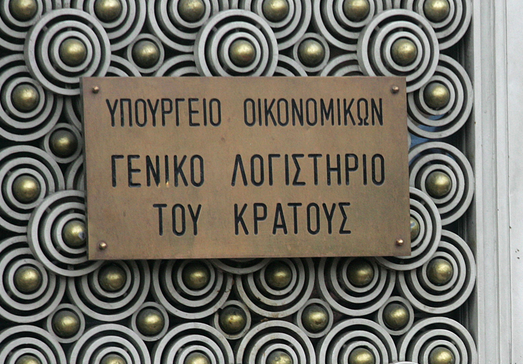 ΥΠΟΥΡΓΕΙΟ ΟΙΚΟΝΟΜΙΚΩΝ
ΓΕΝΙΚΟ ΛΟΓΙΣΤΗΡΙΟ
ΤΟΥ ΚΡΑΤΟΥΣ